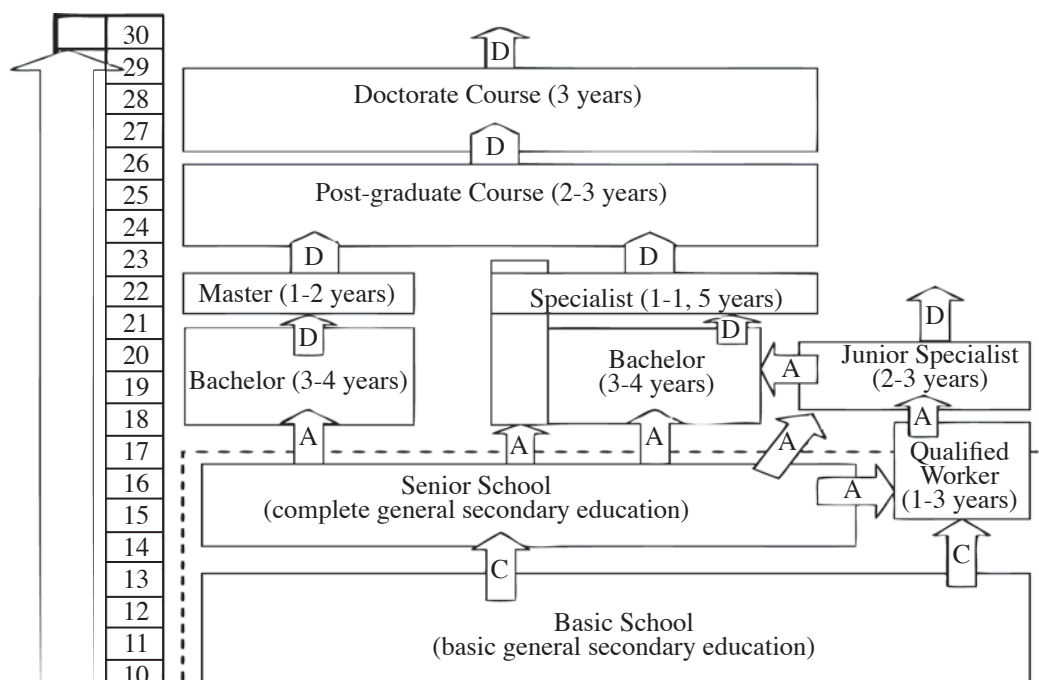 30
29
28
27
26
25
24
23
22
21
20
19
18
17
16
15
14
13
12
11
10
D
Doctorate Course (3 years)
D
Post-graduate Course (2-3 years)
D
D
Master (1-2 years)
Specialist (1-1, 5 years)
D
D
D
Bachelor (3-4 years)
Bachelor
(3-4 years)
A
Junior Specialist
(2-3 years)
A
A
A
A
A
Qualified
Worker
(1-3 years)
Senior School
(complete general secondary education)
A
C
C
Basic School
(basic general secondary education)